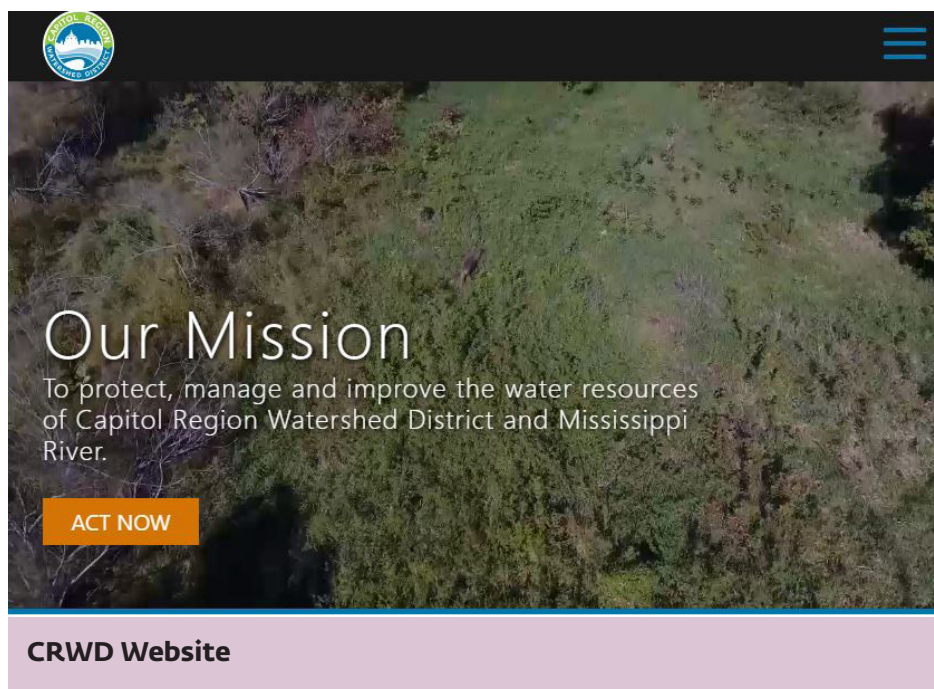 CAPITOL REGION
WATERSHED DISTRICT
Our Mission
To protect, manage and improve the water resources
of Capitol Region Watershed District and Mississippi
River.
ACT NOW
CRWD Website